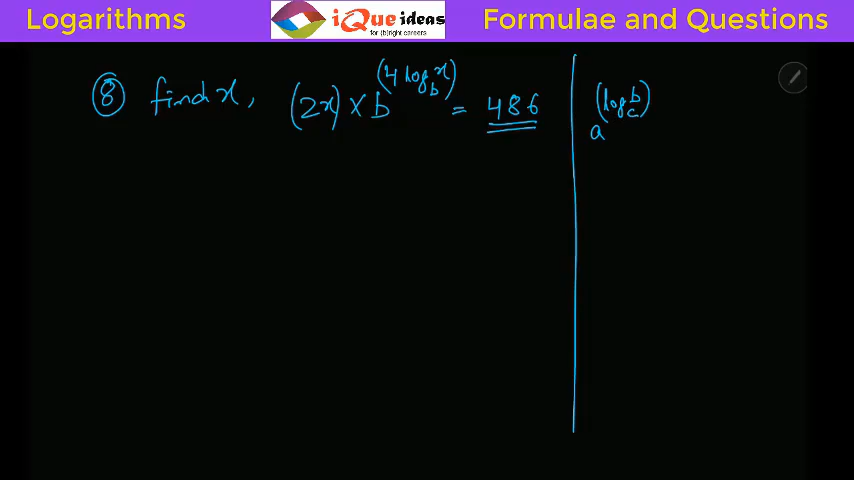 Logarithms
iQue ideas
for (b)right careers
Formulae and Questions
⑧ find x, (2x) × b^(4 log_b x) = 486
a^(log_c b)